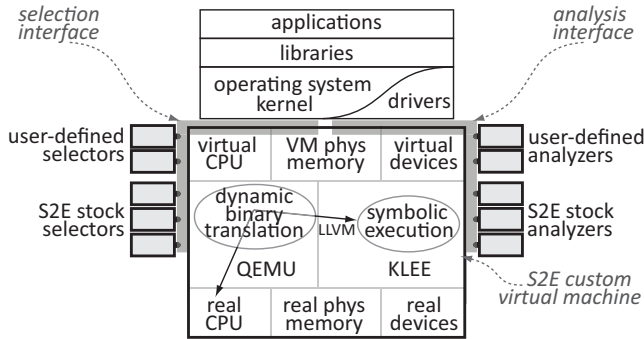 selection
interface
applications
analysis
interface
libraries
operating system
kernel
drivers
user-defined
selectors
virtual
CPU
VM phys
memory
virtual
devices
user-defined
analyzers
S2E stock
selectors
dynamic
binary
translation
LLVM
symbolic
execution
S2E stock
analyzers
QEMU
KLEE
S2E custom
virtual machine
real
CPU
real phys
memory
real
devices